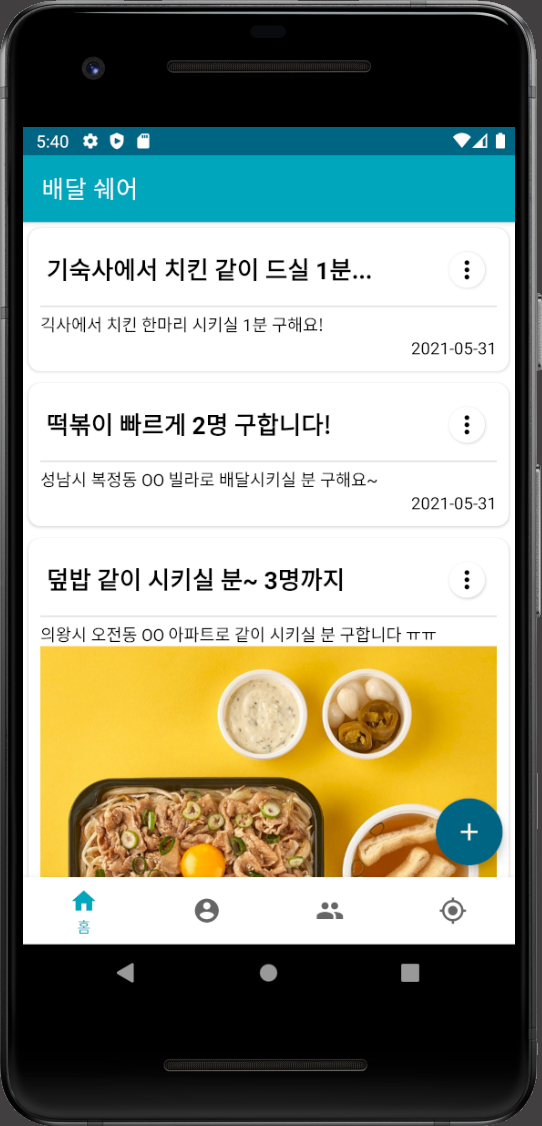 5:40
배달 쉐어
기숙사에서 치킨 같이 드실 1분...
긱사에서 치킨 한마리 시키실 1분 구해요!
2021-05-31
떡볶이 빠르게 2명 구합니다!
성남시 복정동 OO 빌라로 배달시키실 분 구해요~
2021-05-31
덮밥 같이 시키실 분~ 3명까지
의왕시 오전동 OO 아파트로 같이 시키실 분 구합니다 ㅠㅠ
홈